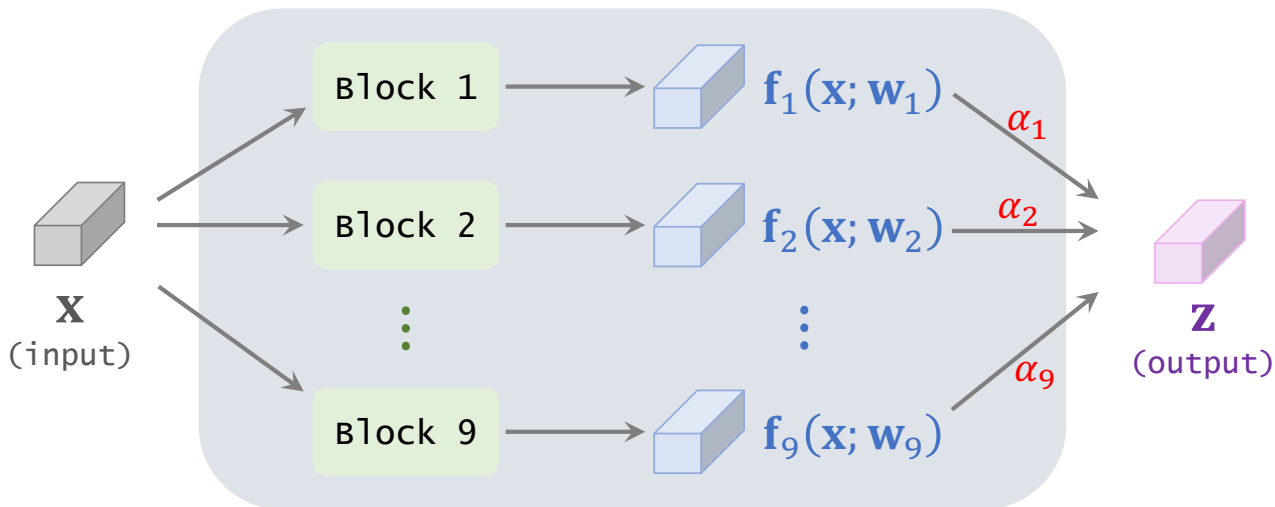 Block 1
f₁(x; w₁)
α₁
Block 2
f₂(x; w₂)
α₂
x
(input)
⋮
⋮
z
(output)
α₉
Block 9
f₉(x; w₉)